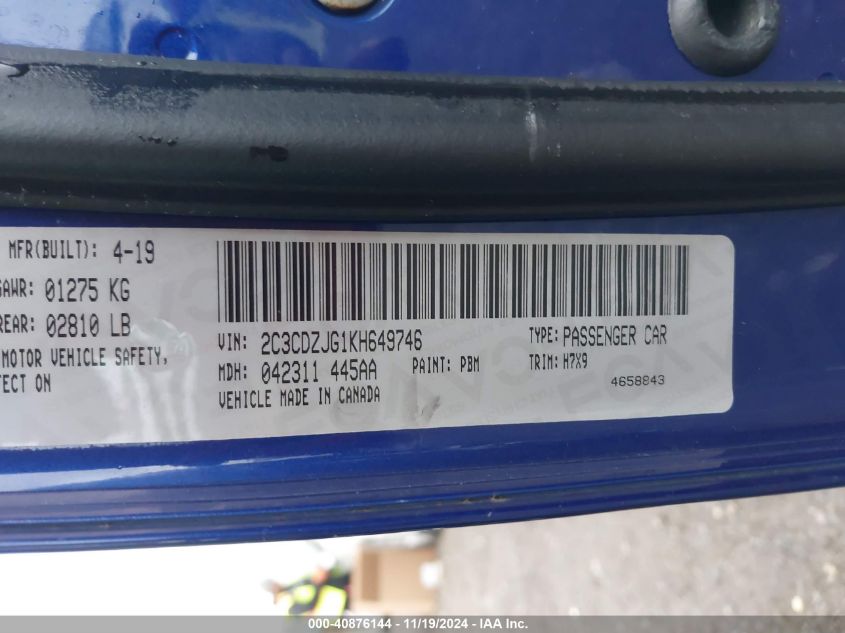 MFR(BUILT): 4-19
GAWR: 01275 KG
REAR: 02810 LB
MOTOR VEHICLE SAFETY,
TECT ON
VIN: 2C3CDZJG1KH649746
TYPE: PASSENGER CAR
MDH: 042311 445AA
PAINT: PBM
TRIM: H7X9
VEHICLE MADE IN CANADA
4658843
000-40876144 - 11/19/2024 - IAA Inc.